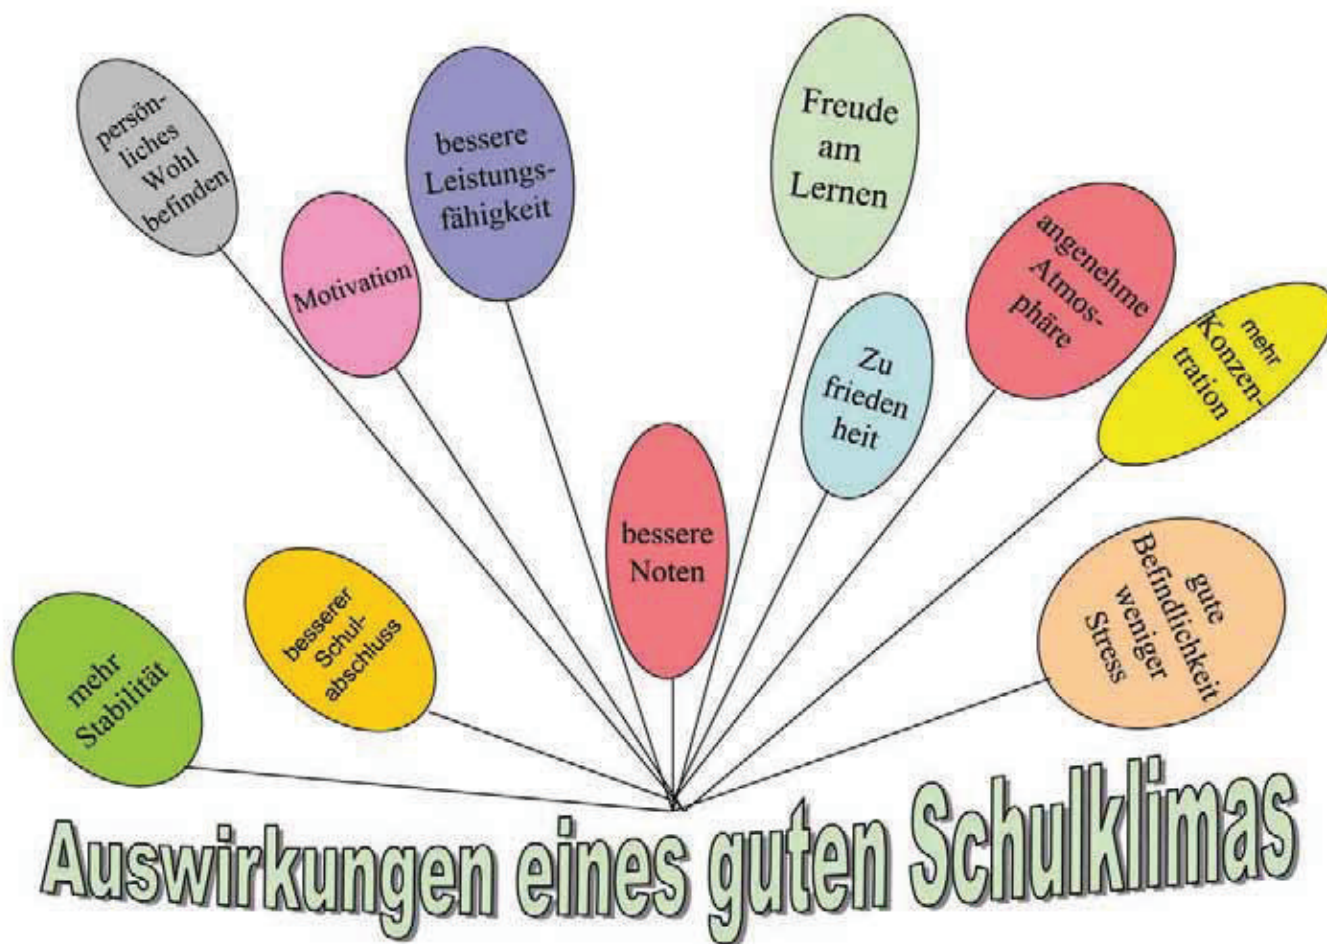 persön-
liches
Wohl
befinden
Motivation
bessere
Leistungs-
fähigkeit
Freude
am
Lernen
angenehme
Atmos-
phäre
mehr
Konzen-
tration
Zu
frieden
heit
bessere
Noten
gute
Befindlichkeit
weniger
Stress
besserer
Schul-
abschluss
mehr
Stabilität
Auswirkungen eines guten Schulklimas